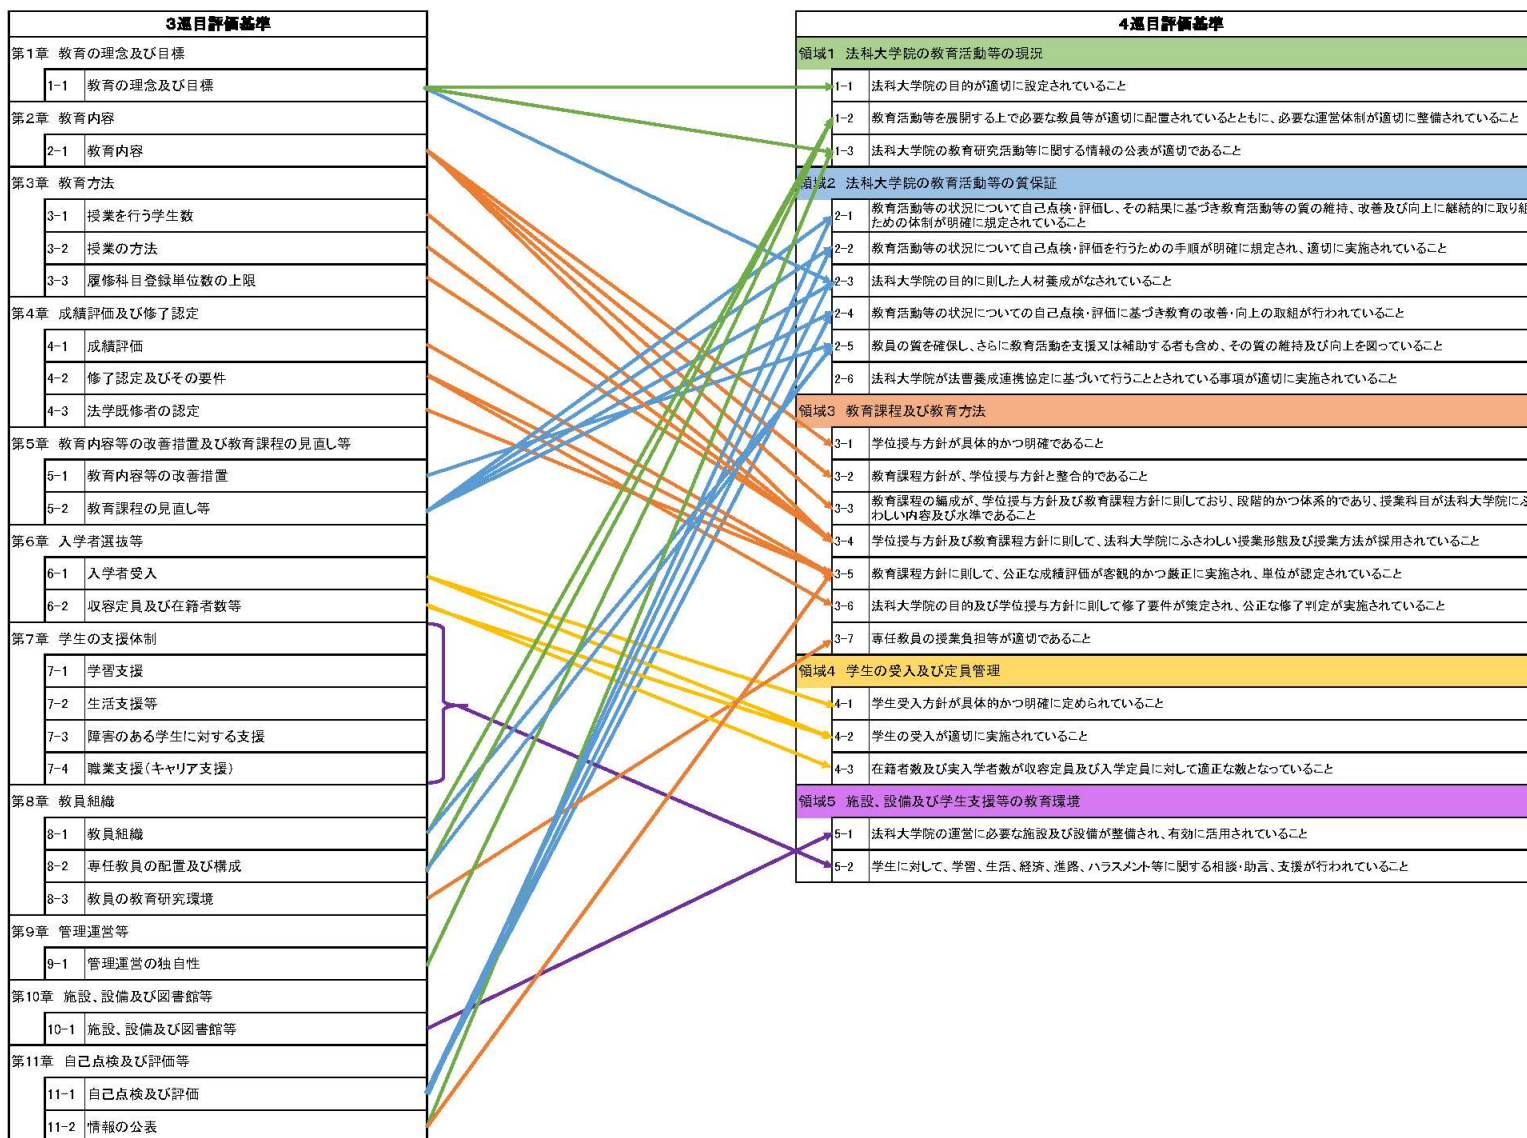 3巡目評価基準
第1章 教育の理念及び目標
1-1 教育の理念及び目標
第2章 教育内容
2-1 教育内容
第3章 教育方法
3-1 授業を行う学生数
3-2 授業の方法
3-3 履修科目登録単位数の上限
第4章 成績評価及び修了認定
4-1 成績評価
4-2 修了認定及びその要件
4-3 法学既修者の認定
第5章 教育内容等の改善措置及び教育課程の見直し等
5-1 教育内容等の改善措置
5-2 教育課程の見直し等
第6章 入学者選抜等
6-1 入学者受入
6-2 収容定員及び在籍者数等
第7章 学生の支援体制
7-1 学習支援
7-2 生活支援等
7-3 障害のある学生に対する支援
7-4 職業支援(キャリア支援)
第8章 教員組織
8-1 教員組織
8-2 専任教員の配置及び構成
8-3 教員の教育研究環境
第9章 管理運営等
9-1 管理運営の独自性
第10章 施設、設備及び図書館等
10-1 施設、設備及び図書館等
第11章 自己点検及び評価等
11-1 自己点検及び評価
11-2 情報の公表
4巡目評価基準
領域1 法科大学院の教育活動等の現況
1-1 法科大学院の目的が適切に設定されていること
1-2 教育活動等を展開する上で必要な教員等が適切に配置されているとともに、必要な運営体制が適切に整備されていること
1-3 法科大学院の教育研究活動等に関する情報の公表が適切であること
領域2 法科大学院の教育活動等の質保証
2-1 教育活動等の状況について自己点検・評価し、その結果に基づき教育活動等の質の維持、改善及び向上に継続的に取り組
ための体制が明確に規定されていること
2-2 教育活動等の状況について自己点検・評価を行うための手順が明確に規定され、適切に実施されていること
2-3 法科大学院の目的に則した人材養成がなされていること
2-4 教育活動等の状況についての自己点検・評価に基づき教育の改善・向上の取組が行われていること
2-5 教員の質を確保し、さらに教育活動を支援又は補助する者も含め、その質の維持及び向上を図っていること
2-6 法科大学院が法曹養成連携協定に基づいて行うこととされている事項が適切に実施されていること
領域3 教育課程及び教育方法
3-1 学位授与方針が具体的かつ明確であること
3-2 教育課程方針が、学位授与方針と整合的であること
3-3 教育課程の編成が、学位授与方針及び教育課程方針に則しており、段階的かつ体系的であり、授業科目が法科大学院にふ
わしい内容及び水準であること
3-4 学位授与方針及び教育課程方針に則して、法科大学院にふさわしい授業形態及び授業方法が採用されていること
3-5 教育課程方針に則して、公正な成績評価が客観的かつ厳正に実施され、単位が認定されていること
3-6 法科大学院の目的及び学位授与方針に則して修了要件が策定され、公正な修了判定が実施されていること
3-7 専任教員の授業負担等が適切であること
領域4 学生の受入及び定員管理
4-1 学生受入方針が具体的かつ明確に定められていること
4-2 学生の受入が適切に実施されていること
4-3 在籍者数及び実入学者数が収容定員及び入学定員に対して適正な数となっていること
領域5 施設、設備及び学生支援等の教育環境
5-1 法科大学院の運営に必要な施設及び設備が整備され、有効に活用されていること
5-2 学生に対して、学習、生活、経済、進路、ハラスメント等に関する相談・助言、支援が行われていること